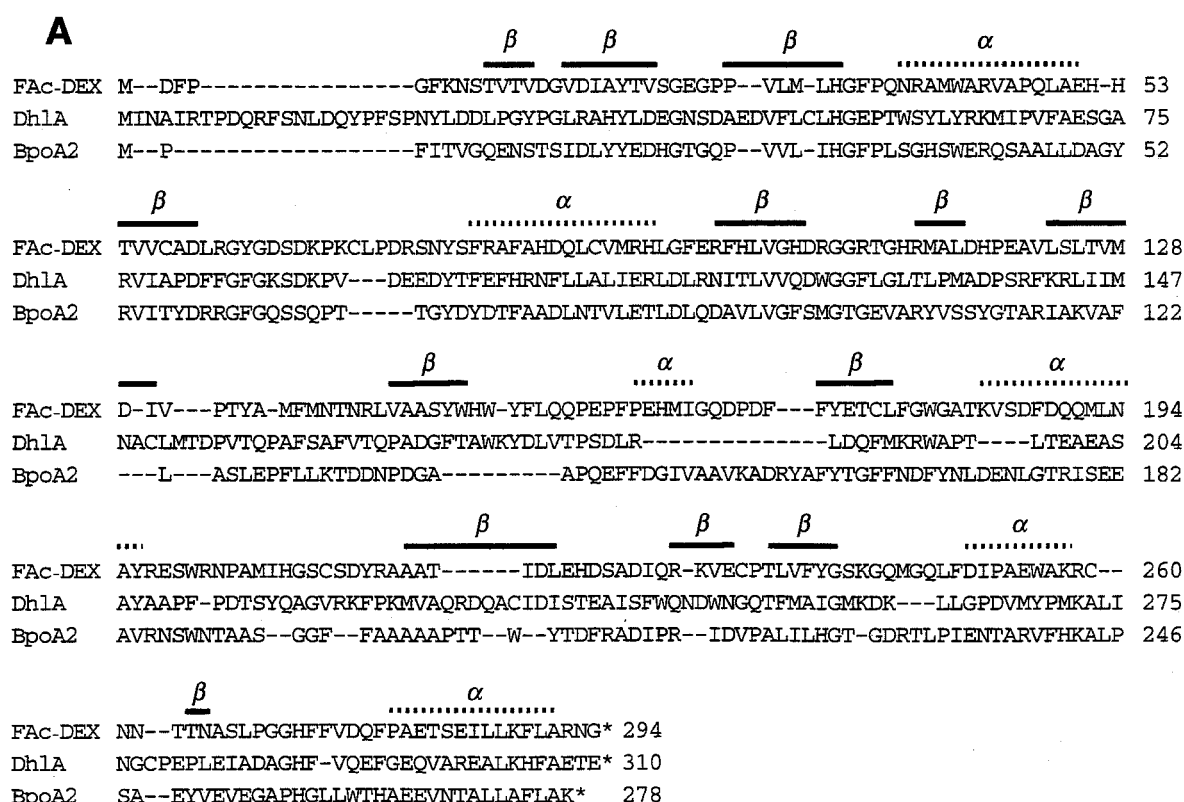 A
β β β α
FAc-DEX M--DFP----------------GFKNSTVTVDGVDIAYTVSGEGPP--VLM-LHGFPQNRAMWARVAPQLAEH-H 53
DhlA MINAIRTPDQRFSNLDQYPFSPNYLDDLPGYPGLRAHYLDEGNSDAEDVFLCLHGEPTWSYLYRKMIPVFAESGA 75
BpoA2 M--P------------------FITVGQENSTSIDLYYEDHGTGQP--VVL-IHGFPLSGHSWERQSAALLDAGY 52
β α β β β
FAc-DEX TVVCADLRGYGDSDKPKCLPDRSNYSFRAFAHDQLCVMRHLGFERFHLVGHDRGGRTGHRMALDHPEAVLSLTVM 128
DhlA RVIAPDFFGFGKSDKPV---DEEDYTFEFHRNFLLALIERLDLRNITLVVQDWGGFLGLTLPMADPSRFKRLIIM 147
BpoA2 RVITYDRRGFGQSSQPT-----TGYDYDTFAADLNTVLETLDLQDAVLVGFSMGTGEVARYVSSYGTARIAKVAF 122
β α β α
FAc-DEX D-IV---PTYA-MFMNTNRLVAASYWHW-YFLQQPEPFPEHMIGQDPDF---FYETCLFGWGATKVSDFDQQMLN 194
DhlA NACLMTDPVTQPAFSAFVTQPADGFTAWKYDLVTPSDLR--------------LDQFMKRWAPT----LTEAEAS 204
BpoA2 ---L---ASLEPFLLKTDDNPDGA---------APQEFFDGIVAAVKADRYAFYTGFFNDFYNLDENLGTRISEE 182
β β β α
FAc-DEX AYRESWRNPAMIHGSCSDYRAAAT------IDLEHDSADIQR-KVECPTLVFYGSKGQMGQLFDIPAEWAKRC-- 260
DhlA AYAAPF-PDTSYQAGVRKFPKMVAQRDQACIDISTEAISFWQNDWNGQTFMAIGMKDK---LLGPDVMYPMKALI 275
BpoA2 AVRNSWNTAAS--GGF--FAAAAAPTT--W--YTDFRADIPR--IDVPALILHGT-GDRTLPIENTARVFHKALP 246
β α
FAc-DEX NN--TTNASLPGGHFFVDQFPAETSEILLKFLARNG* 294
DhlA NGCPEPLEIADAGHF-VQEFGEQVAREALKHFAETE* 310
BpoA2 SA--EYVEVEGAPHGLLWTHAEEVNTALLAFLAK* 278